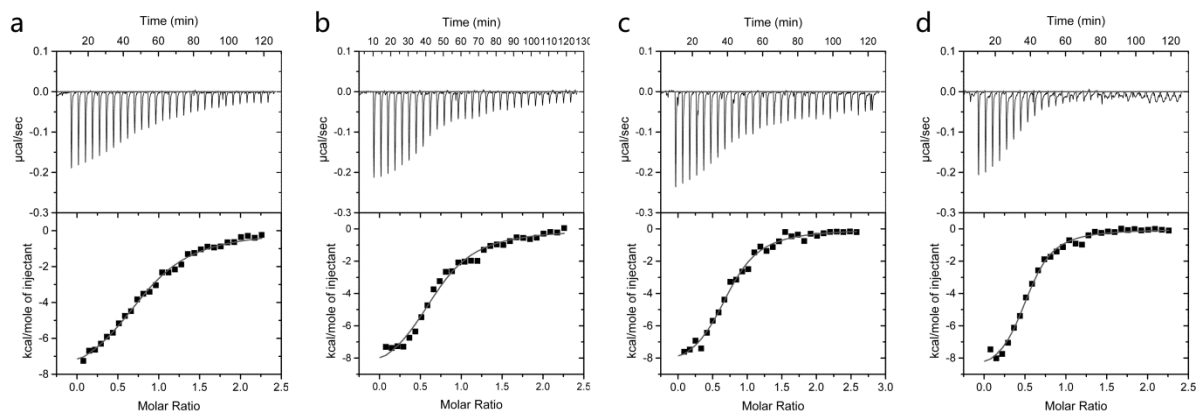 a
Time (min)
20 40 60 80 100 120
0.1
0.0
-0.1
-0.2
-0.3
µcal/sec
0
-2
-4
-6
-8
kcal/mole of injectant
0.0 0.5 1.0 1.5 2.0 2.5
Molar Ratio
b
Time (min)
10 20 30 40 50 60 70 80 90 100 110 120 130
0.1
0.0
-0.1
-0.2
-0.3
µcal/sec
0
-2
-4
-6
-8
kcal/mole of injectant
0.0 0.5 1.0 1.5 2.0 2.5
Molar Ratio
c
Time (min)
20 40 60 80 100 120
0.1
0.0
-0.1
-0.2
-0.3
µcal/sec
0
-2
-4
-6
-8
kcal/mole of injectant
0.0 0.5 1.0 1.5 2.0 2.5 3.0
Molar Ratio
d
Time (min)
20 40 60 80 100 120
0.1
0.0
-0.1
-0.2
-0.3
µcal/sec
0
-2
-4
-6
-8
kcal/mole of injectant
0.0 0.5 1.0 1.5 2.0 2.5
Molar Ratio